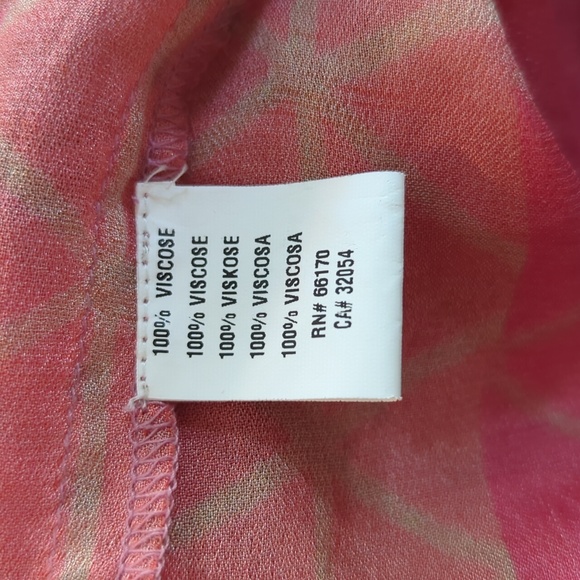 100% VISCOSE
100% VISCOSE
100% VISKOSE
100% VISCOSA
100% VISCOSA
RN# 66170
CA# 32054